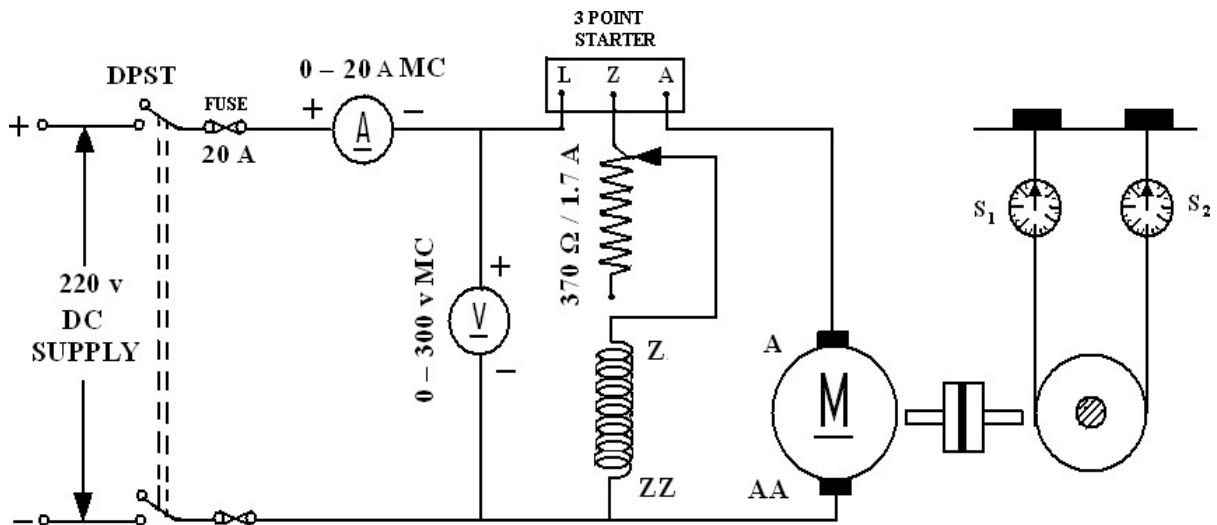 3 POINT
STARTER
L Z A
DPST
0 – 20 A MC
FUSE
+ –
A
20 A
+
370 Ω / 1.7 A
S₁
S₂
220 v
DC
SUPPLY
0 – 300 v MC
+
V
–
Z
A
M
ZZ
AA
–